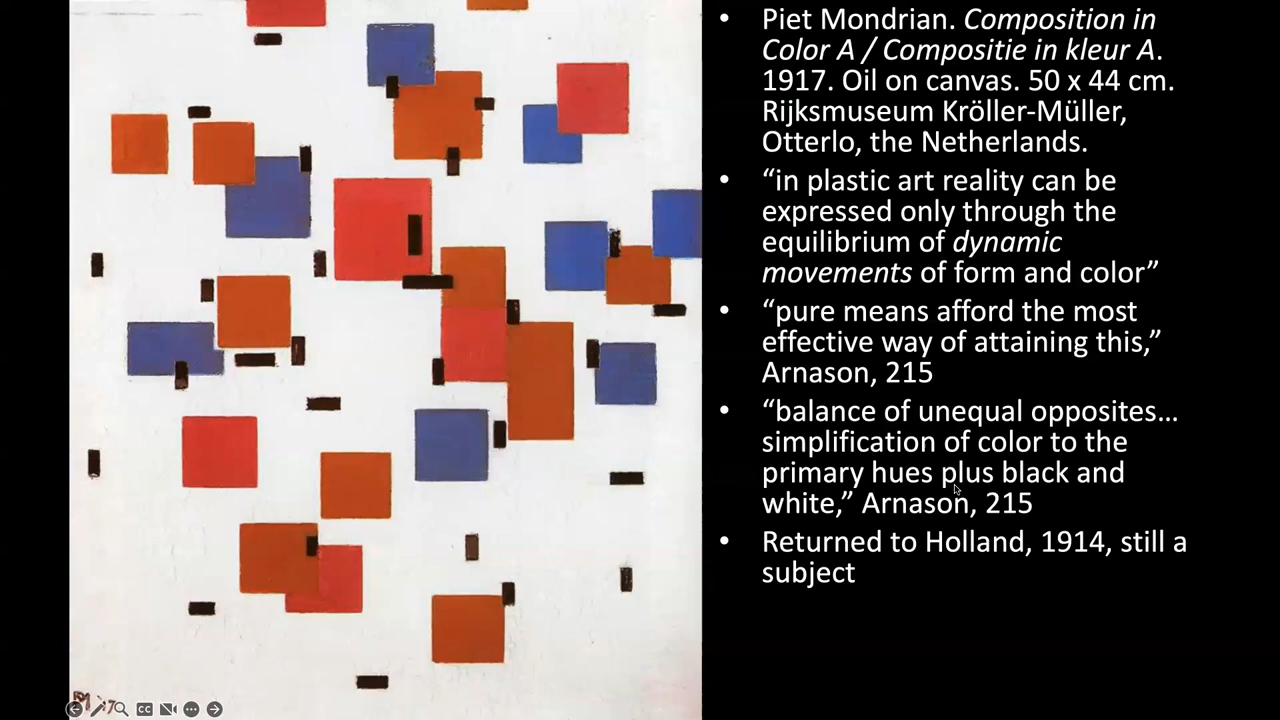 • Piet Mondrian. Composition in
Color A / Compositie in kleur A.
1917. Oil on canvas. 50 x 44 cm.
Rijksmuseum Kröller-Müller,
Otterlo, the Netherlands.
• “in plastic art reality can be
expressed only through the
equilibrium of dynamic
movements of form and color”
• “pure means afford the most
effective way of attaining this,”
Arnason, 215
• “balance of unequal opposites…
simplification of color to the
primary hues plus black and
white,” Arnason, 215
• Returned to Holland, 1914, still a
subject
CC